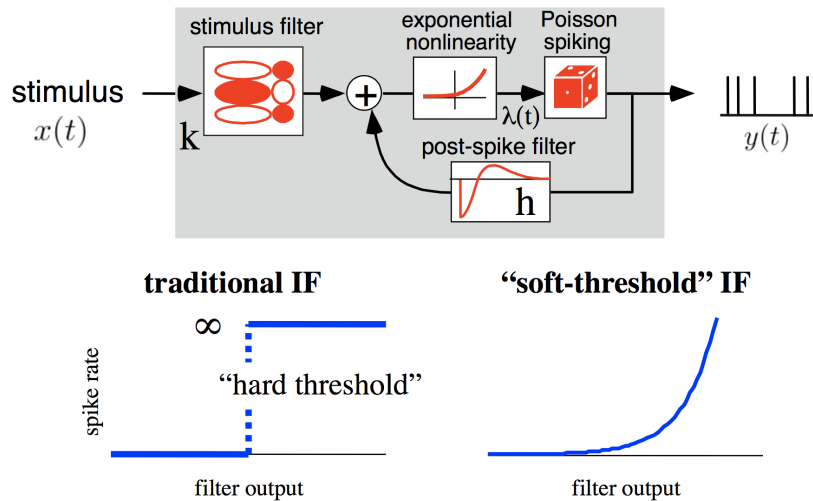 stimulus filter
exponential
nonlinearity
Poisson
spiking
stimulus
x(t)
k
+
λ(t)
y(t)
post-spike filter
h
traditional IF
“soft-threshold” IF
∞
“hard threshold”
spike rate
filter output
filter output